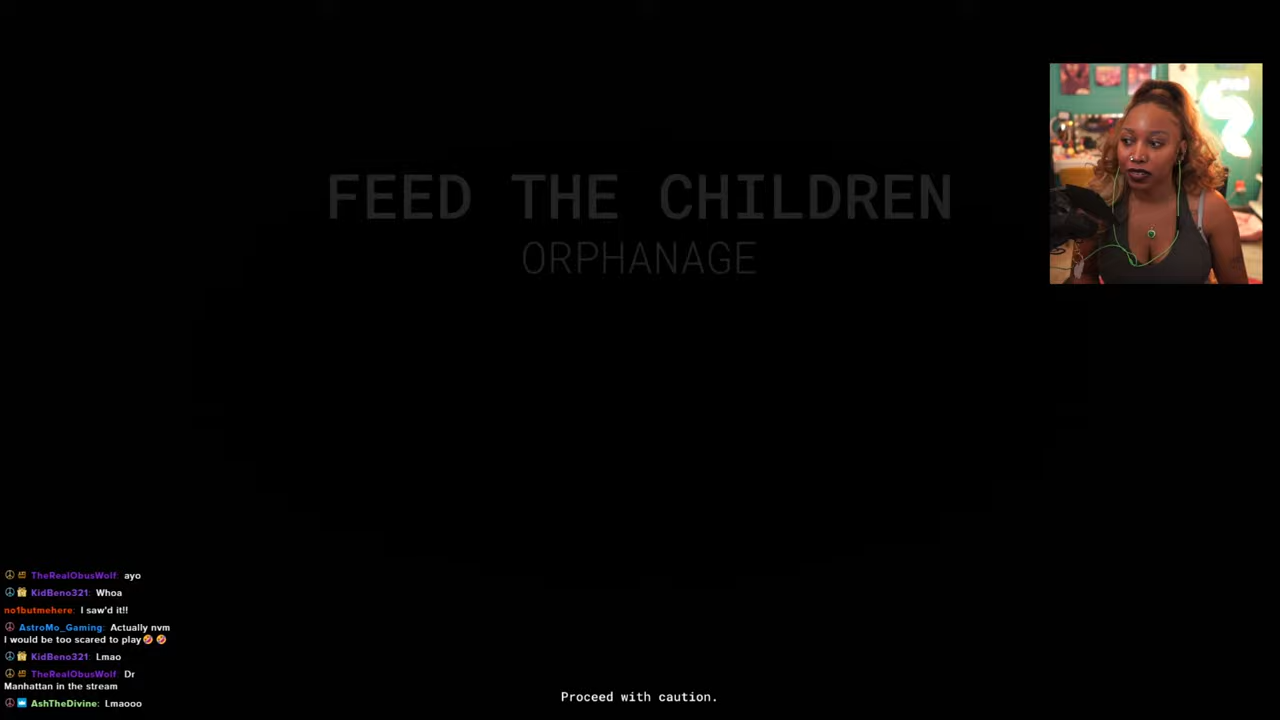 FEED THE CHILDREN
ORPHANAGE
TheRealObusWolf: ayo
KidBeno321: Whoa
no1butmehere: I saw'd it!!
AstroMo_Gaming: Actually nvm
I would be too scared to play🤣 🤣
KidBeno321: Lmao
TheRealObusWolf: Dr
Manhattan in the stream
AshTheDivine: Lmaooo
Proceed with caution.